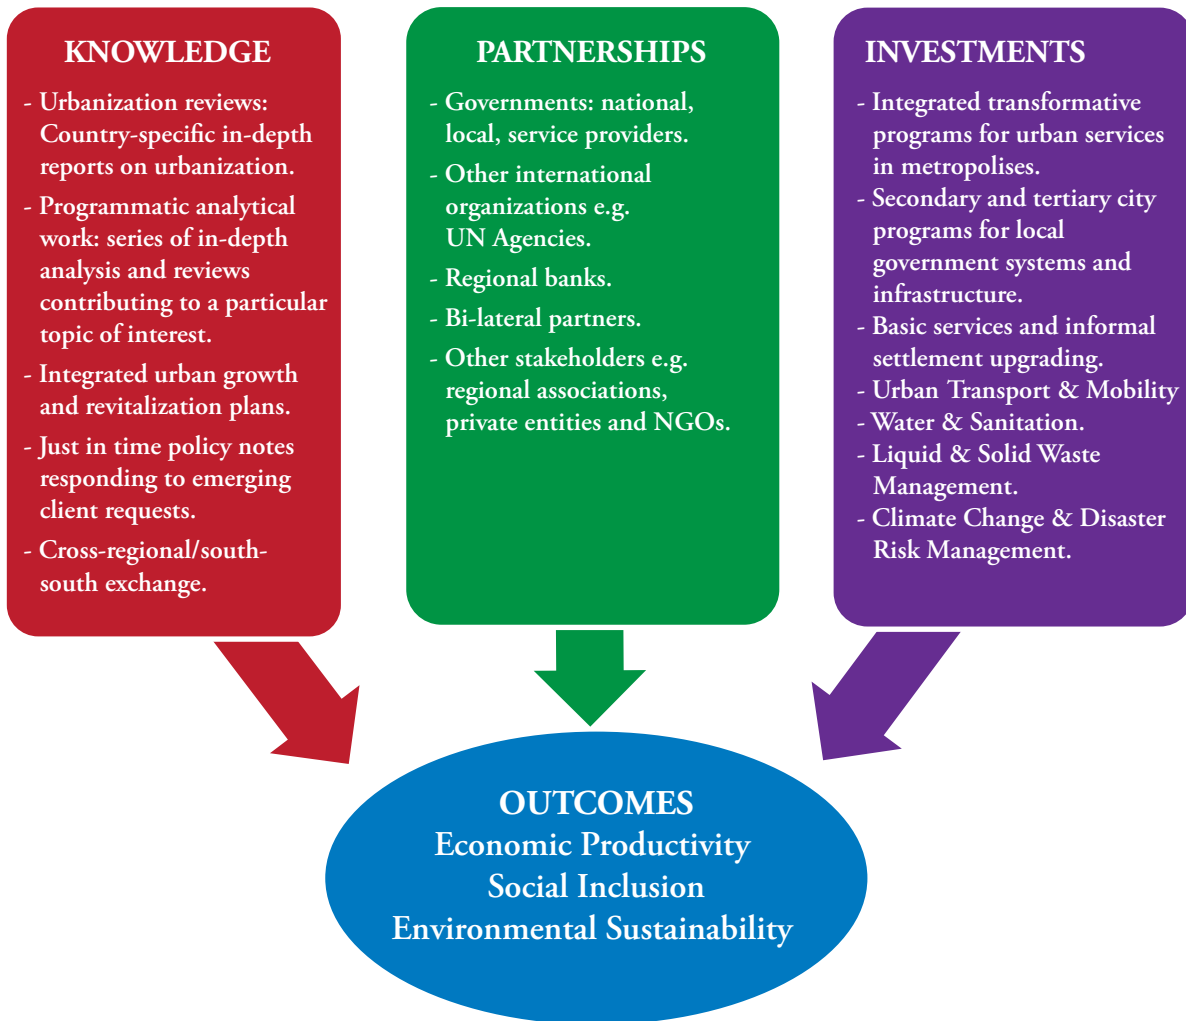 KNOWLEDGE
- Urbanization reviews:
Country-specific in-depth
reports on urbanization.
- Programmatic analytical
work: series of in-depth
analysis and reviews
contributing to a particular
topic of interest.
- Integrated urban growth
and revitalization plans.
- Just in time policy notes
responding to emerging
client requests.
- Cross-regional/south-
south exchange.
PARTNERSHIPS
- Governments: national,
local, service providers.
- Other international
organizations e.g.
UN Agencies.
- Regional banks.
- Bi-lateral partners.
- Other stakeholders e.g.
regional associations,
private entities and NGOs.
INVESTMENTS
- Integrated transformative
programs for urban services
in metropolises.
- Secondary and tertiary city
programs for local
government systems and
infrastructure.
- Basic services and informal
settlement upgrading.
- Urban Transport & Mobility
- Water & Sanitation.
- Liquid & Solid Waste
Management.
- Climate Change & Disaster
Risk Management.
OUTCOMES
Economic Productivity
Social Inclusion
Environmental Sustainability